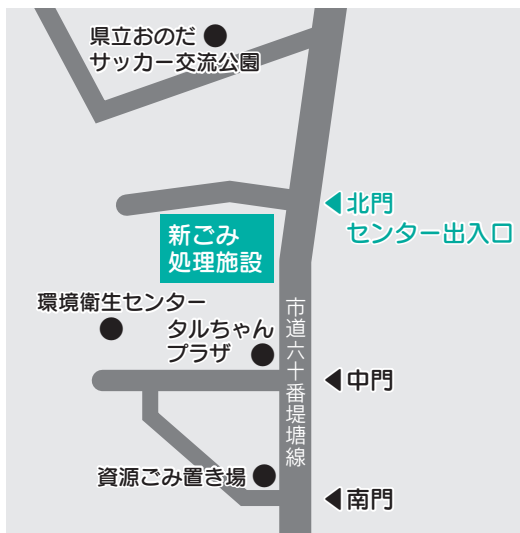 県立おのだ
サッカー交流公園
北門
センター出入口
新ごみ
処理施設
環境衛生センター
タルちゃん
プラザ
市道六十番堤塘線
中門
資源ごみ置き場
南門